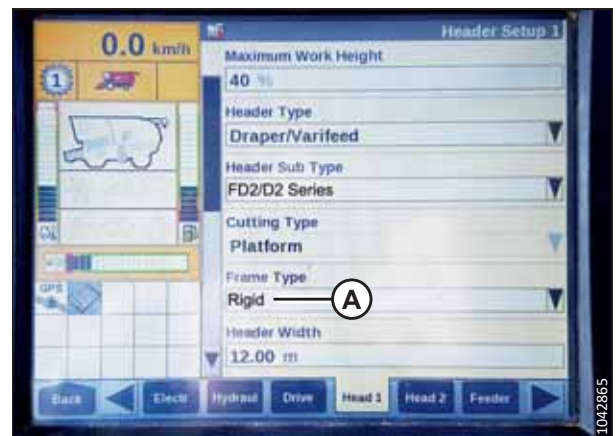 0.0 km/h
Header Setup 1
Maximum Work Height
40 %
1
Header Type
Draper/Varifeed
Header Sub Type
FD2/D2 Series
Cutting Type
Platform
Frame Type
Rigid
A
GPS
Header Width
12.00 m
Back
Electr
Hydraul
Drive
Head 1
Head 2
Feeder
1042865